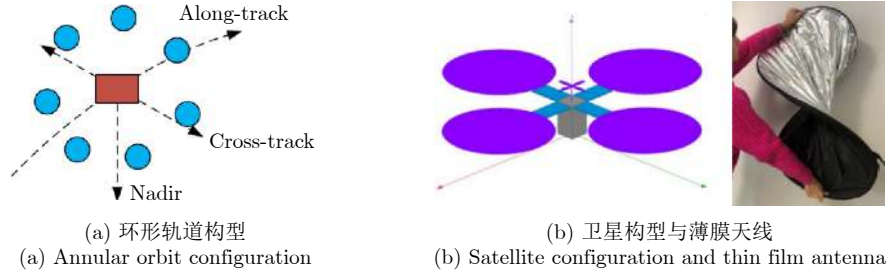 Along-track
Cross-track
Nadir
(a) 环形轨道构型
(a) Annular orbit configuration
(b) 卫星构型与薄膜天线
(b) Satellite configuration and thin film antenna